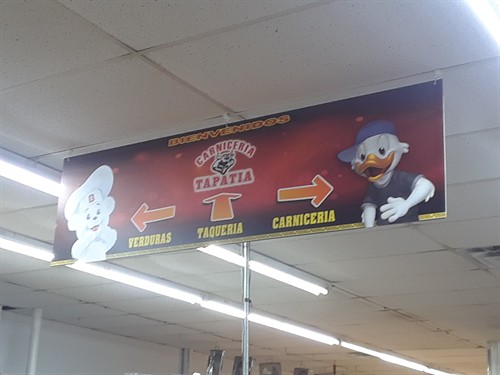 BIENVENIDOS
CARNICERIA
TAPATIA
VERDURAS
TAQUERIA
CARNICERIA